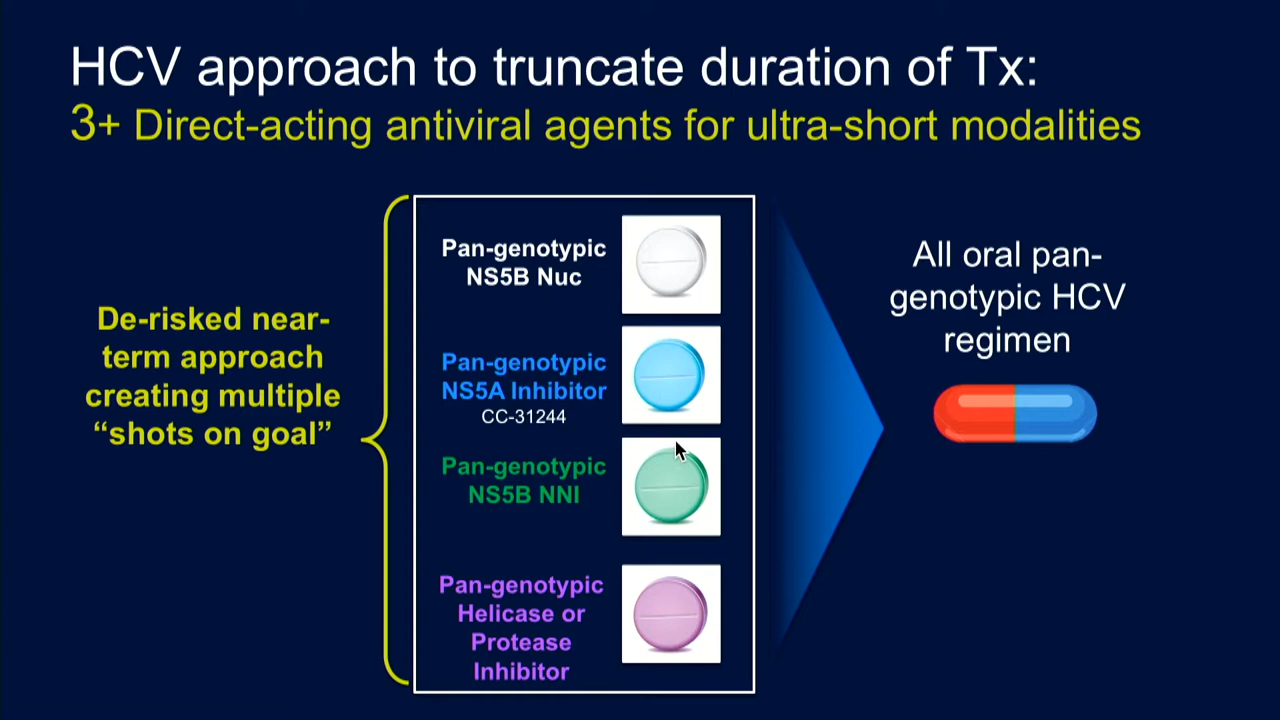 HCV approach to truncate duration of Tx:
3+ Direct-acting antiviral agents for ultra-short modalities
De-risked near-
term approach
creating multiple
“shots on goal”
Pan-genotypic
NS5B Nuc
Pan-genotypic
NS5A Inhibitor
CC-31244
Pan-genotypic
NS5B NNI
Pan-genotypic
Helicase or
Protease
Inhibitor
All oral pan-
genotypic HCV
regimen